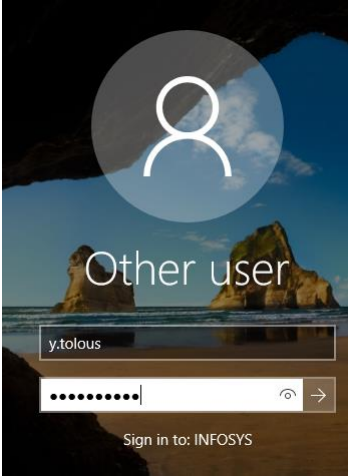 Other user
y.tolous
Sign in to: INFOSYS